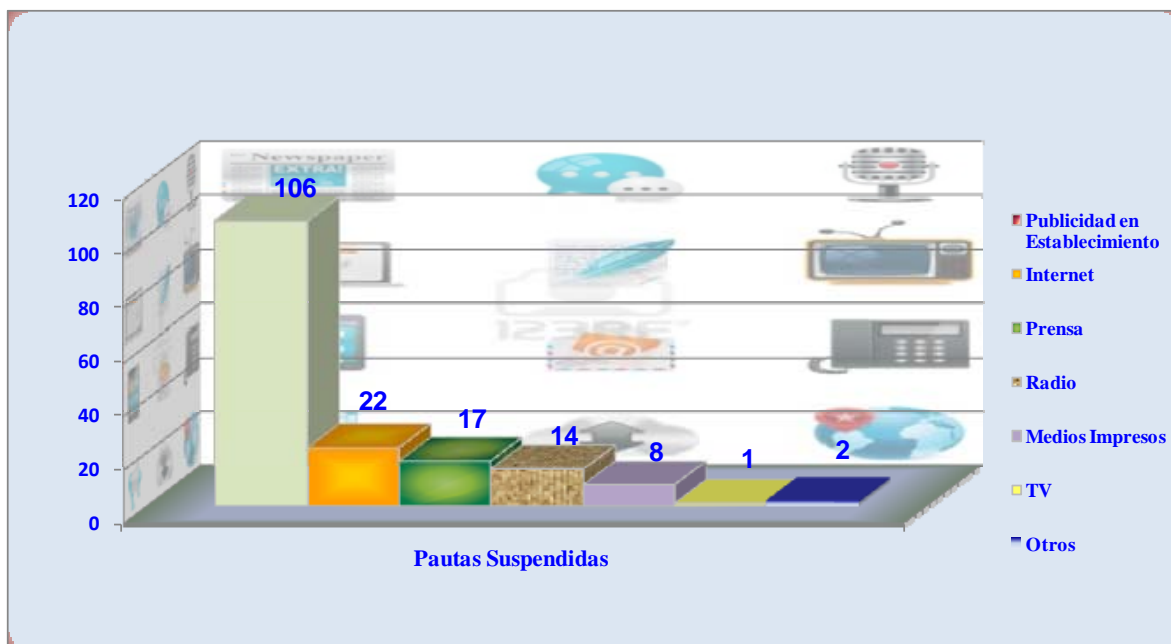 Newspaper
EXTRA!
106
22
17
14
8
1
2
120
100
80
60
40
20
0
Pautas Suspendidas
Publicidad en
Establecimiento
Internet
Prensa
Radio
Medios Impresos
TV
Otros